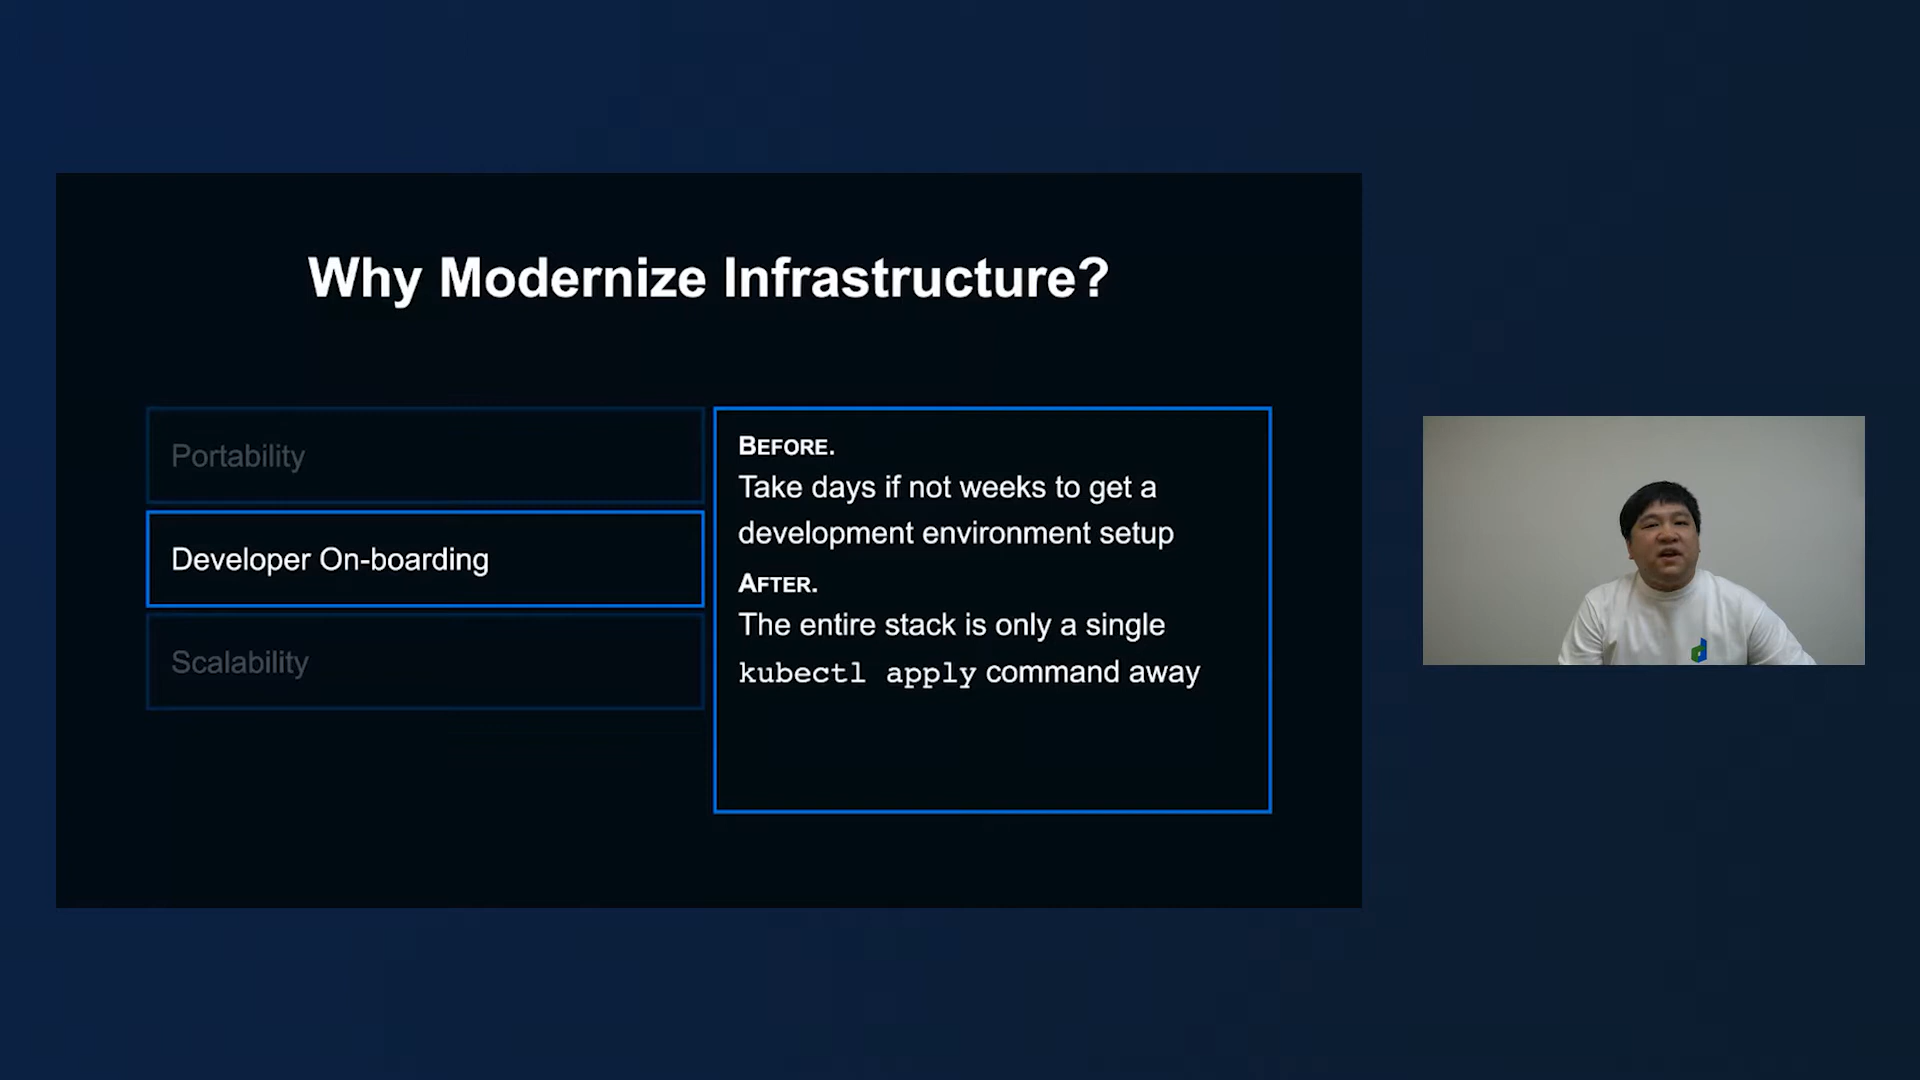 Why Modernize Infrastructure?
Portability
Developer On-boarding
Scalability
BEFORE.
Take days if not weeks to get a
development environment setup
AFTER.
The entire stack is only a single
kubectl apply command away